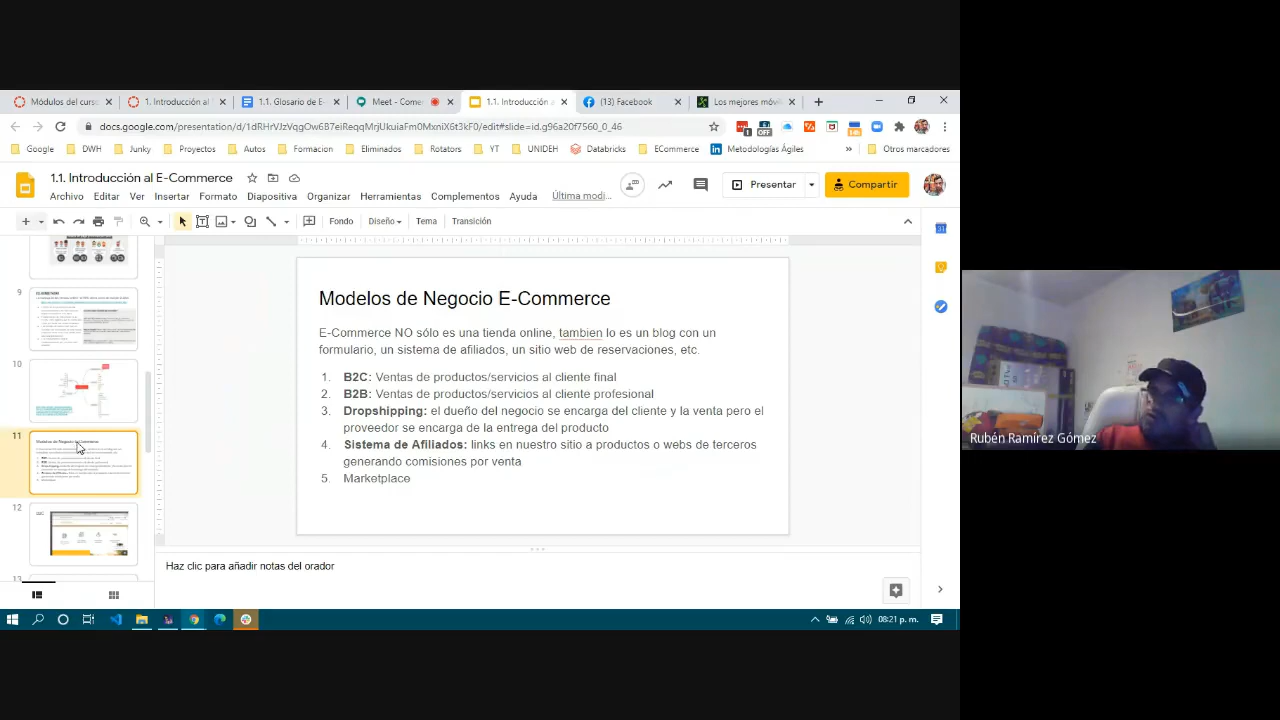 Módulos del curso
1. Introducción al
1.1. Glosario de E-
Meet - Come
1.1. Introducción a
(13) Facebook
Los mejores móvi
docs.google.com/presentation/d/1dRHrVJzVqgOw6B7eiReqqMrjUkuiaFm0MxniX6t3kF0/edit#slide=id.g96a20f7560_0_46
Google
DWH
Junky
Proyectos
Autos
Formacion
Eliminados
Rotators
YT
UNIDEH
Databricks
ECommerce
Metodologías Ágiles
Otros marcadores
1.1. Introducción al E-Commerce
Archivo Editar Ver Insertar Formato Diapositiva Organizar Herramientas Complementos Ayuda Última modi...
Presentar
Compartir
Fondo Diseño Tema Transición
9
10
11
12
13
Modelos de Negocio E-Commerce
E-Commerce NO sólo es una tienda online, tambien lo es un blog con un
formulario, un sistema de afiliados, un sitio web de reservaciones, etc.
1. B2C: Ventas de productos/servicios al cliente final
2. B2B: Ventas de productos/servicios al cliente profesional
3. Dropshipping: el dueño del negocio se encarga del cliente y la venta pero el
proveedor se encarga de la entrega del producto
4. Sistema de Afiliados: linkar en nuestro sitio a productos o webs de terceros
generando comisiones por venta
5. Marketplace
Haz clic para añadir notas del orador
08:21 p. m.
Rubén Ramírez Gómez